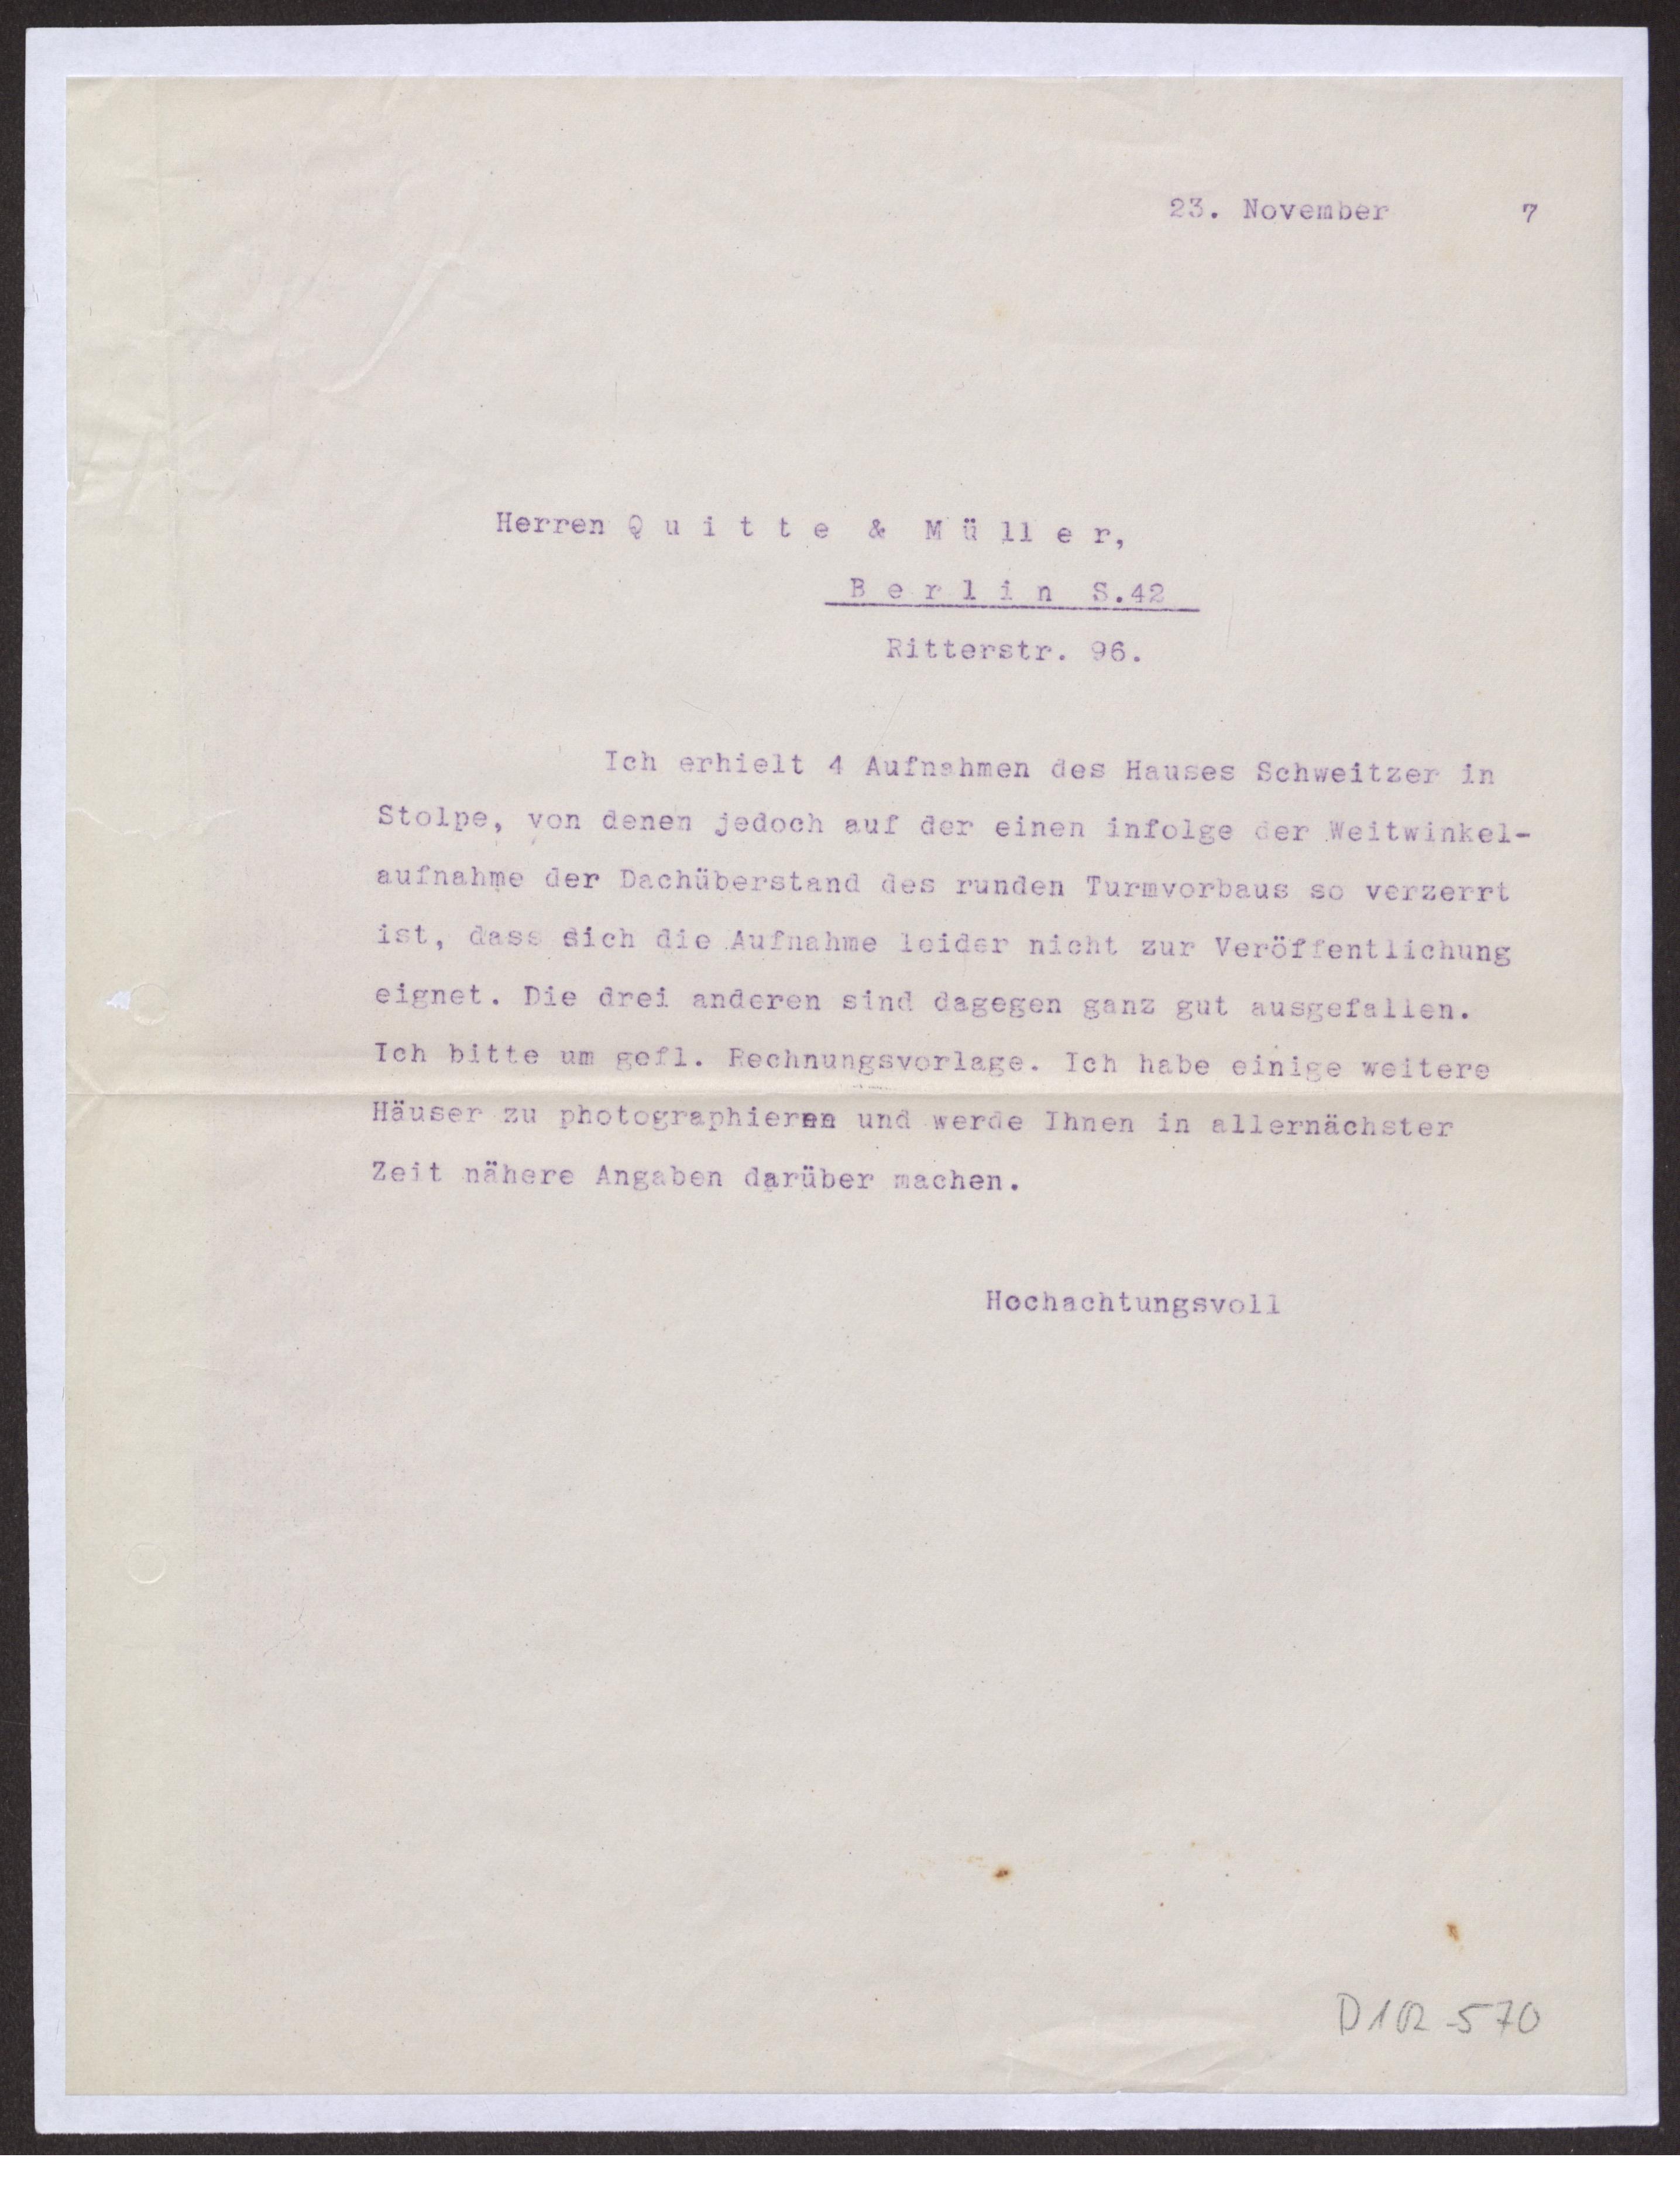 23. November 7
Herren Q u i t t e & M ü ll e r,
B e r l i n S.42
Ritterstr. 96.
Ich erhielt 4 Aufnahmen des Hauses Schweitzer in
Stolpe, von denen jedoch auf der einen infolge der Weitwinkel-
aufnahme der Dachüberstand des runden Turmvorbaus so verzerrt
ist, dass sich die Aufnahme leider nicht zur Veröffentlichung
eignet. Die drei anderen sind dagegen ganz gut ausgefallen.
Ich bitte um gefl. Rechnungsvorlage. Ich habe einige weitere
Häuser zu photographieren und werde Ihnen in allernächster
Zeit nähere Angaben darüber machen.
Hochachtungsvoll
D102-570